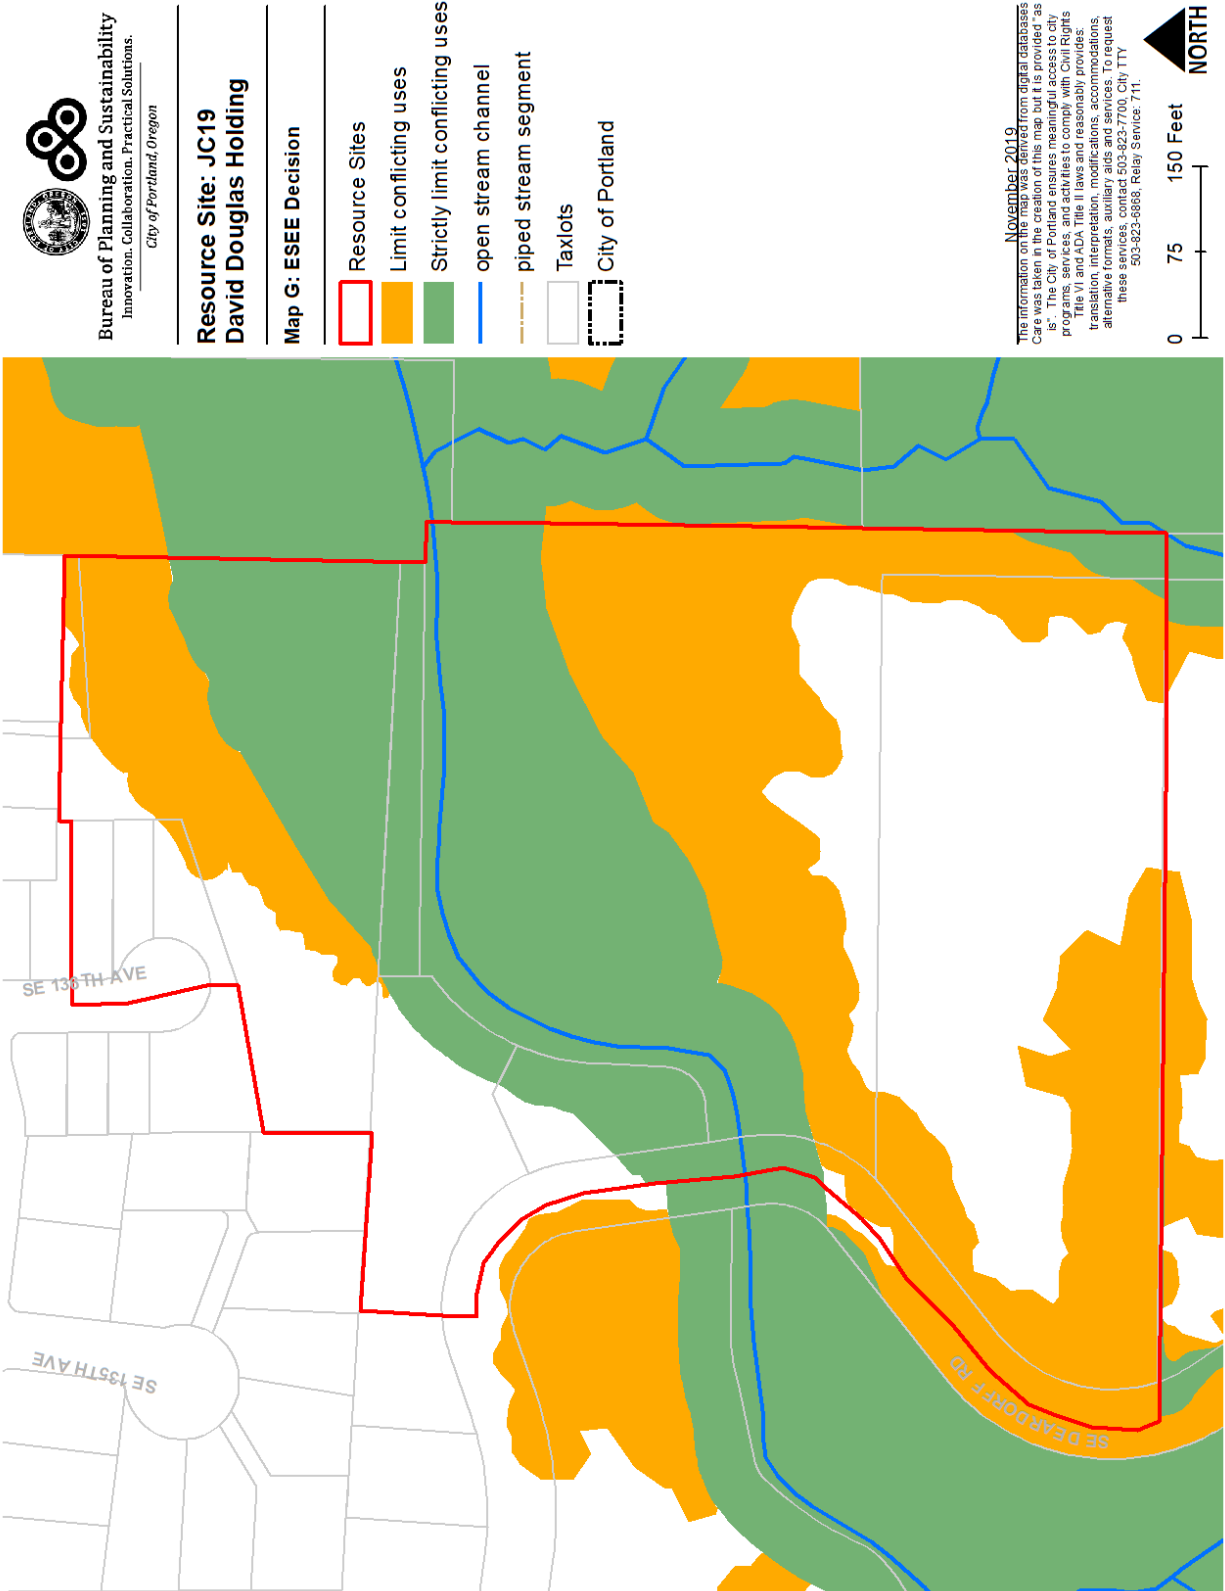 Bureau of Planning and Sustainability
Innovation. Collaboration. Practical Solutions.
City of Portland, Oregon
Resource Site: JC19
David Douglas Holding
Map G: ESEE Decision
Resource Sites
Limit conflicting uses
Strictly limit conflicting uses
open stream channel
piped stream segment
Taxlots
City of Portland
November 2019
The information on the map was derived from digital databases
Care was taken in the creation of this map but it is provided "as
is". The City of Portland ensures meaningful access to city
programs, services, and activities to comply with Civil Rights
Title VI and ADA Title II laws and reasonably provides:
translation, interpretation, modifications, accommodations,
alternative formats, auxiliary aids and services. To request
these services, contact 503-823-7700, City TTY
503-823-6868, Relay Service: 711.
0 75 150 Feet
NORTH
SE 136TH AVE
SE 135TH AVE
SE DEARDORFF RD